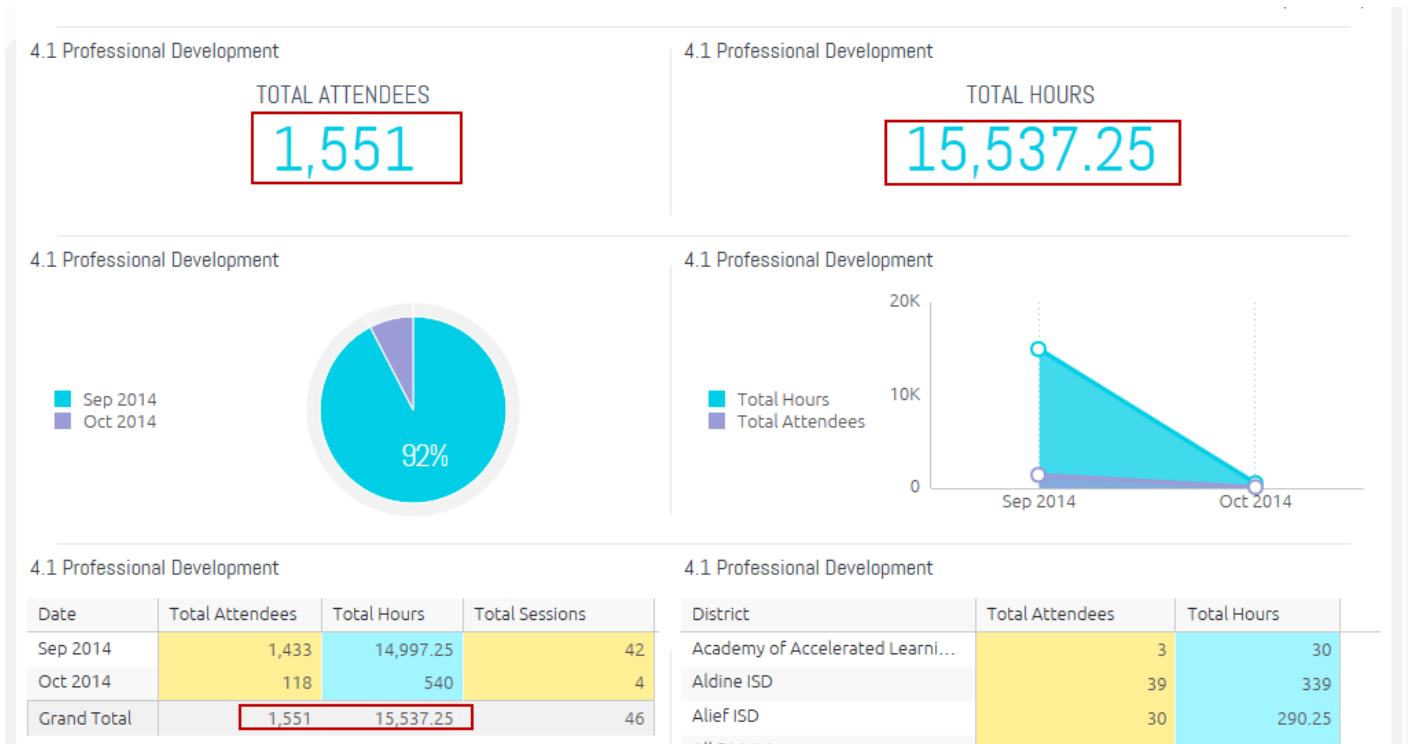 4.1 Professional Development
TOTAL ATTENDEES
1,551
4.1 Professional Development
TOTAL HOURS
15,537.25
4.1 Professional Development
Sep 2014
Oct 2014
92%
4.1 Professional Development
Total Hours
Total Attendees
20K
10K
0
Sep 2014
Oct 2014
4.1 Professional Development
Date Total Attendees Total Hours Total Sessions
Sep 2014 1,433 14,997.25 42
Oct 2014 118 540 4
Grand Total 1,551 15,537.25 46
4.1 Professional Development
District Total Attendees Total Hours
Academy of Accelerated Learni... 3 30
Aldine ISD 39 339
Alief ISD 30 290.25